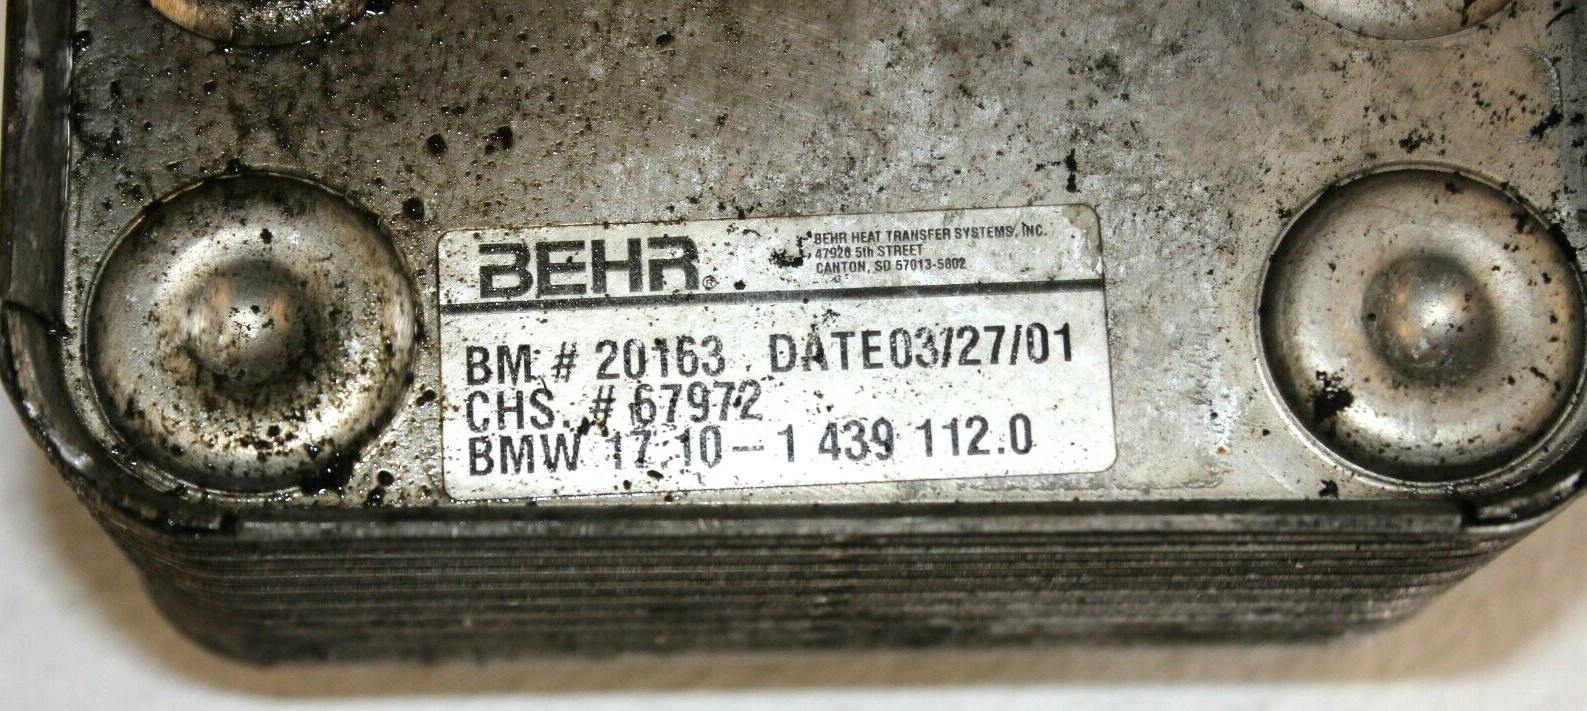 BEHR®
BEHR HEAT TRANSFER SYSTEMS, INC.
47920 5th STREET
CANTON, SD 57013-5802
BM # 20163 DATE03/27/01
CHS. # 67972
BMW 17.10-1 439 112.0